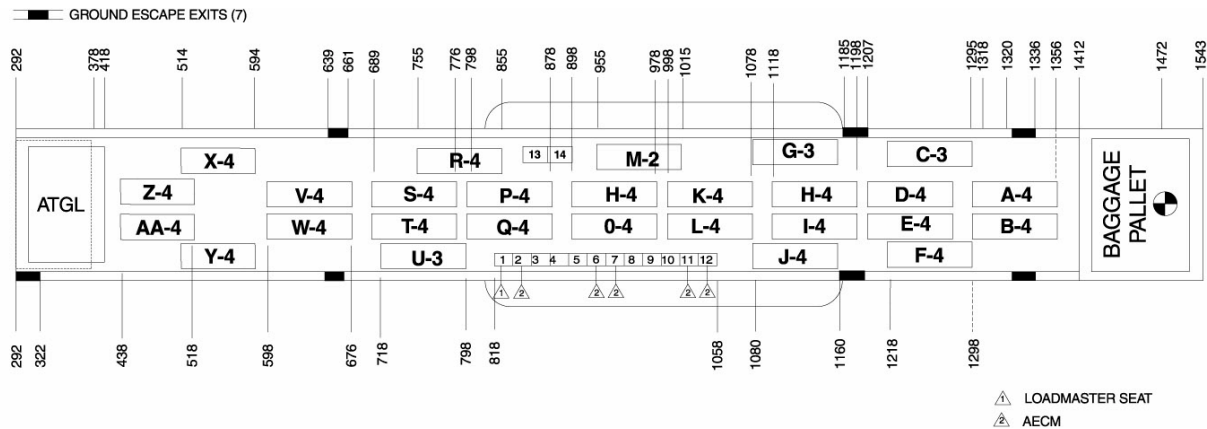 GROUND ESCAPE EXITS (7)
292 378 418 514 594 639 661 689 755 776 798 855 878 898 955 978 998 1015 1078 1118 1185 1198 1207 1295 1318 1320 1336 1356 1412 1472 1543
X-4 R-4 13 14 M-2 G-3 C-3
Z-4 V-4 S-4 P-4 H-4 K-4 H-4 D-4 A-4
ATGL
BAGGAGE
PALLET
AA-4 W-4 T-4 Q-4 0-4 L-4 I-4 E-4 B-4
Y-4 U-3 J-4 F-4
1 2 3 4 5 6 7 8 9 10 11 12
1 2 2 2 2 2
292 322 438 518 598 676 718 798 818 1058 1080 1160 1218 1298
1 LOADMASTER SEAT
2 AECM